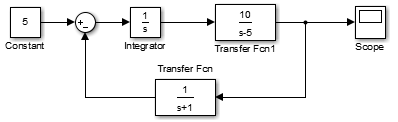 5
+
−
1
s
10
s-5
Constant
Integrator
Transfer Fcn1
Scope
Transfer Fcn
1
s+1